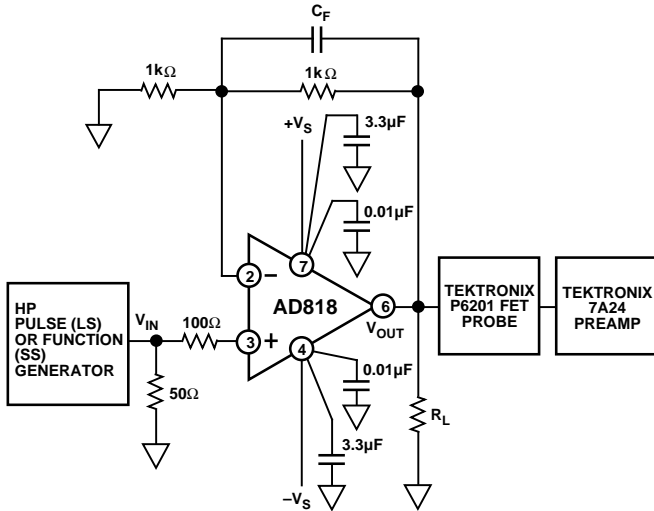 C_F
1kΩ
1kΩ
+V_S
3.3µF
0.01µF
2
–
7
AD818
6
V_OUT
3
+
4
HP
PULSE (LS)
OR FUNCTION
(SS)
GENERATOR
V_IN
100Ω
50Ω
TEKTRONIX
P6201 FET
PROBE
TEKTRONIX
7A24
PREAMP
0.01µF
3.3µF
R_L
–V_S